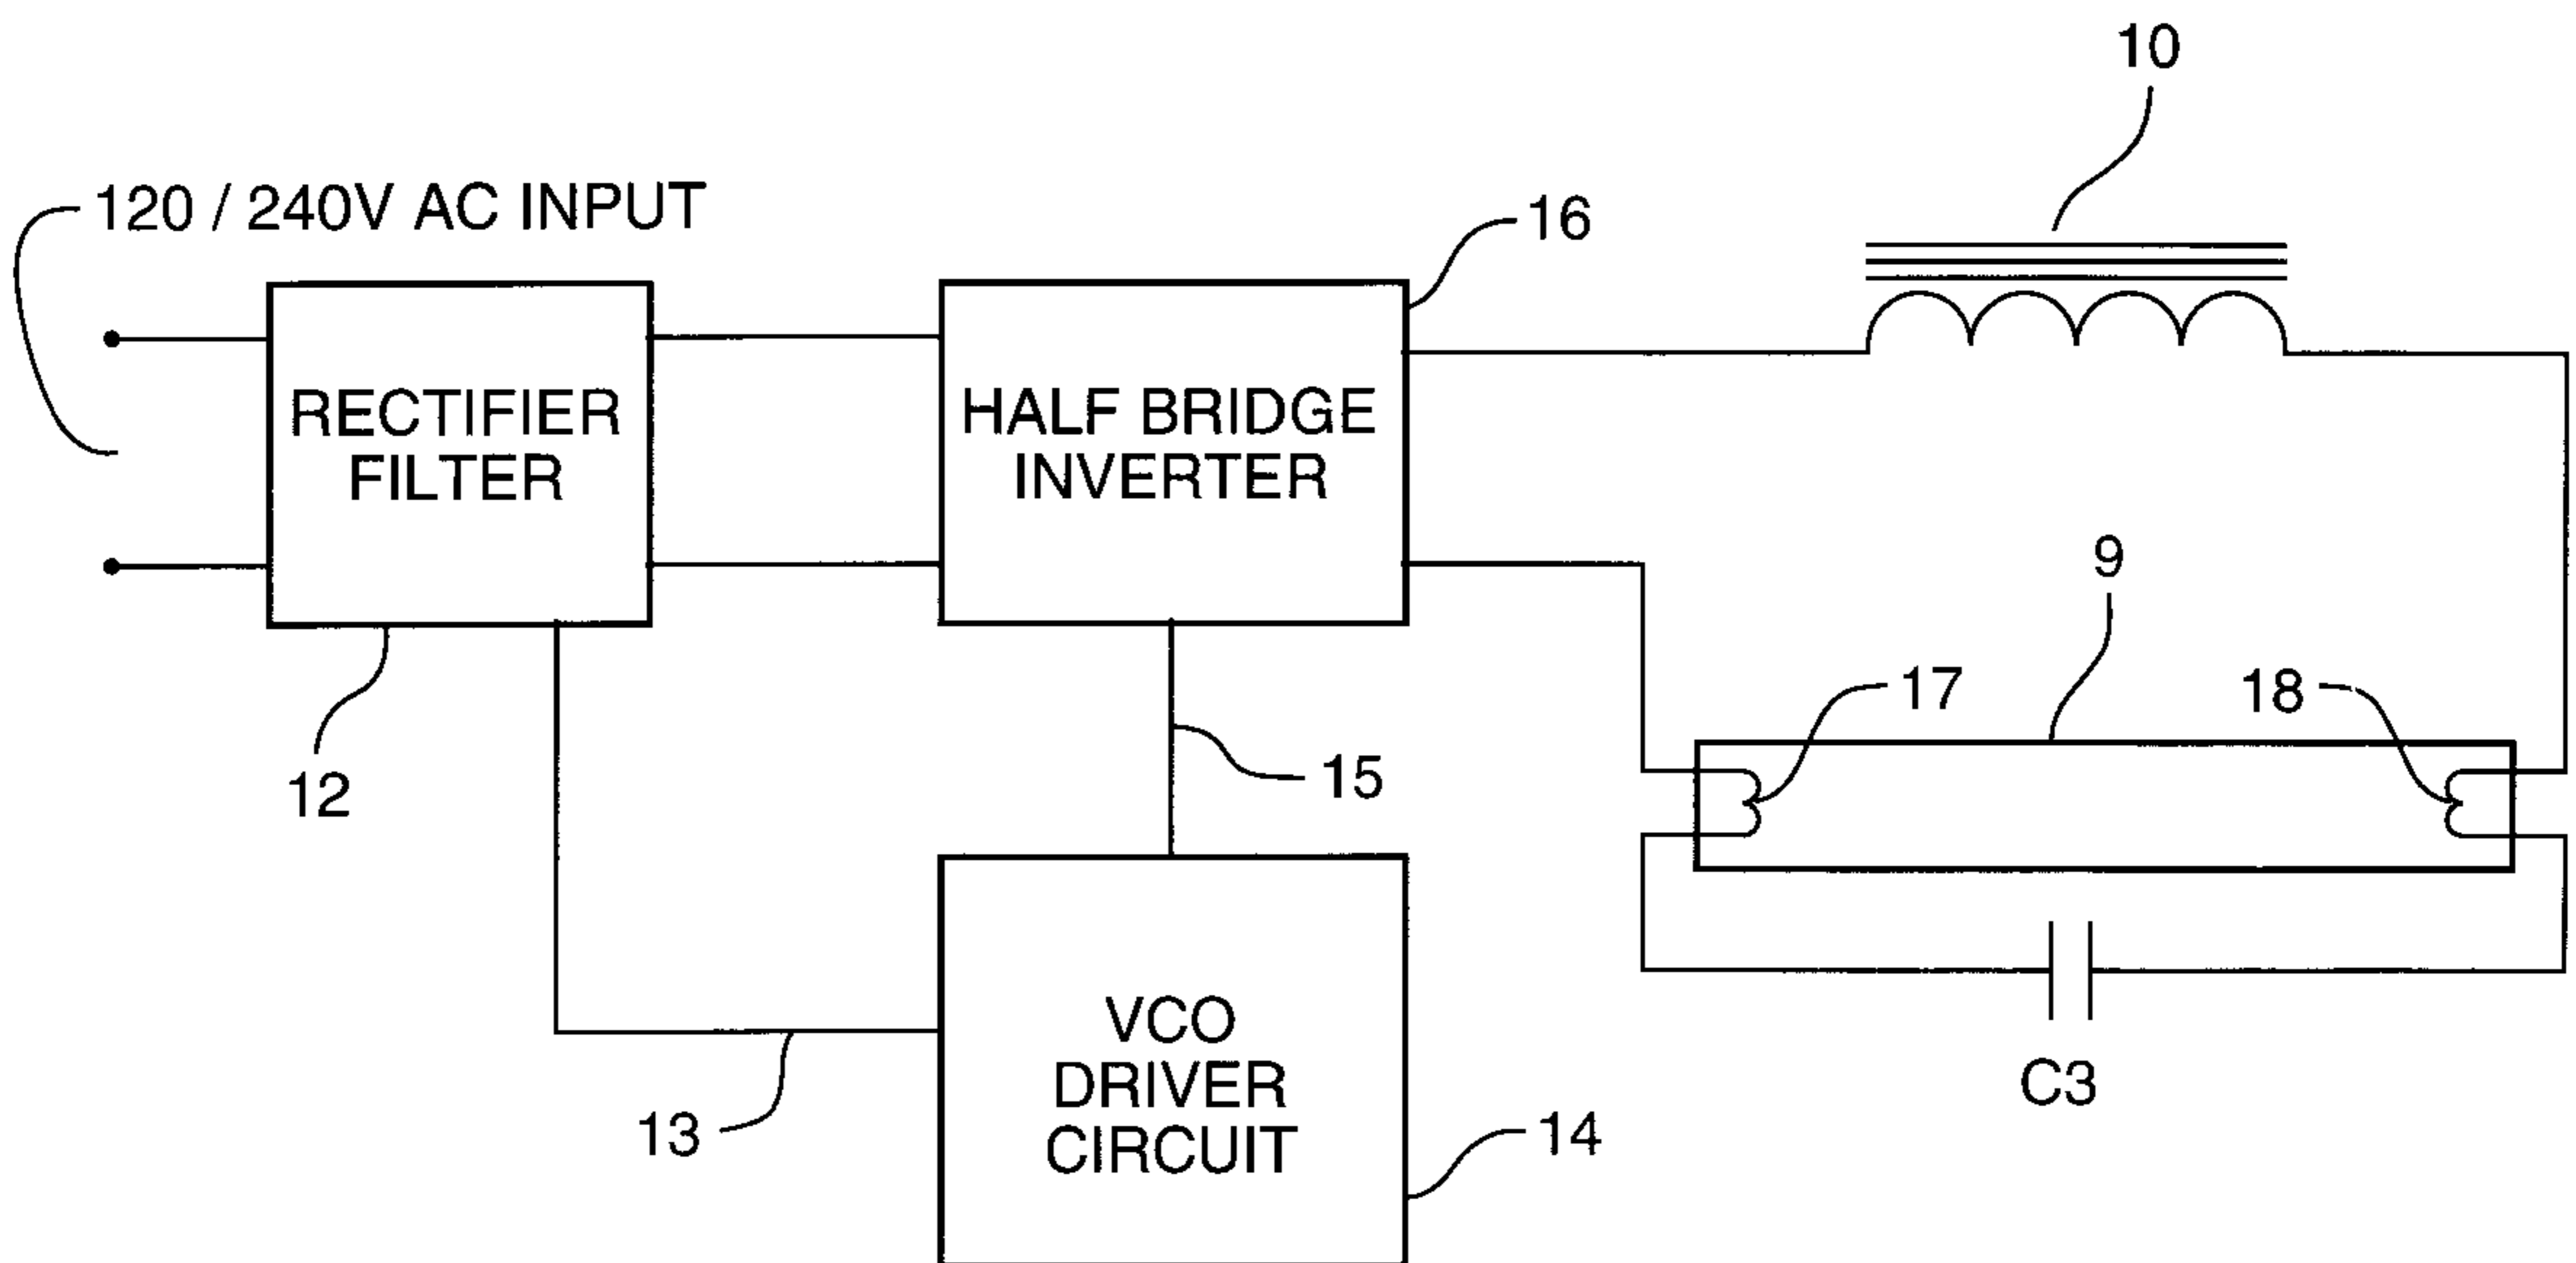 10
120 / 240V AC INPUT
16
RECTIFIER
FILTER
HALF BRIDGE
INVERTER
9
17
18
12
15
VCO
DRIVER
CIRCUIT
C3
13
14